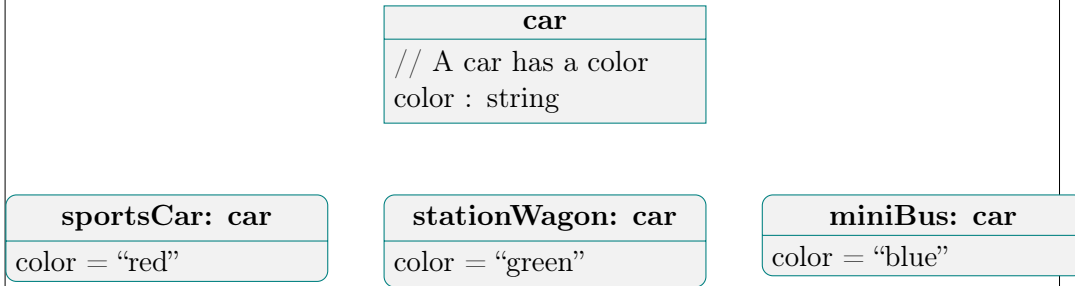 car
// A car has a color
color : string
sportsCar: car
color = “red”
stationWagon: car
color = “green”
miniBus: car
color = “blue”